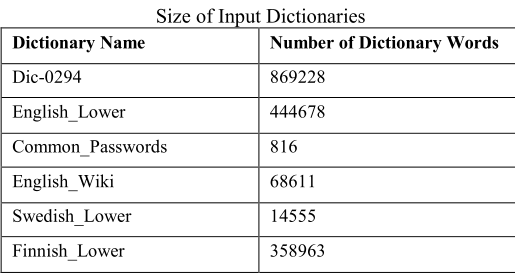 Size of Input Dictionaries
Dictionary Name Number of Dictionary Words
Dic-0294 869228
English_Lower 444678
Common_Passwords 816
English_Wiki 68611
Swedish_Lower 14555
Finnish_Lower 358963